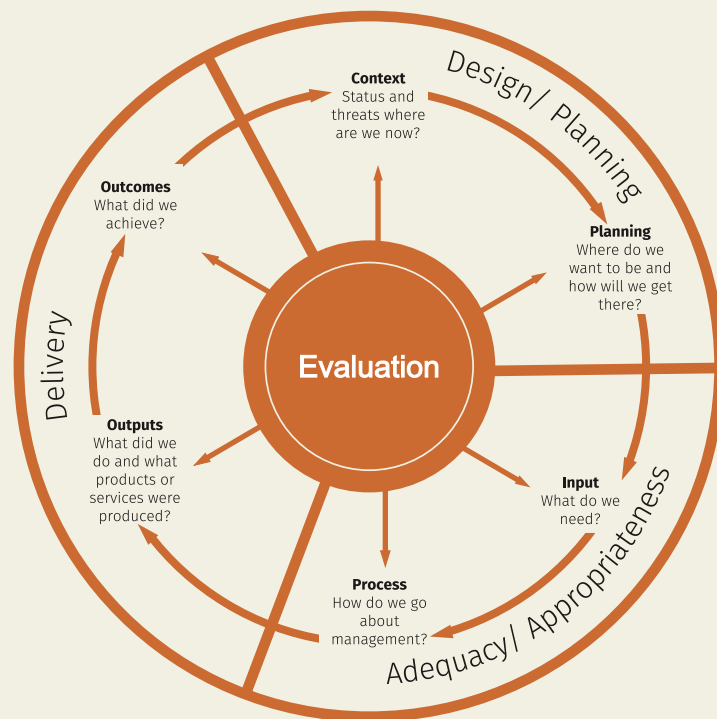 Design/ Planning
Context
Status and
threats where
are we now?
Planning
Where do we
want to be and
how will we get
there?
Adequacy/ Appropriateness
Input
What do we
need?
Process
How do we go
about
management?
Delivery
Outputs
What did we
do and what
products or
services were
produced?
Outcomes
What did we
achieve?
Evaluation